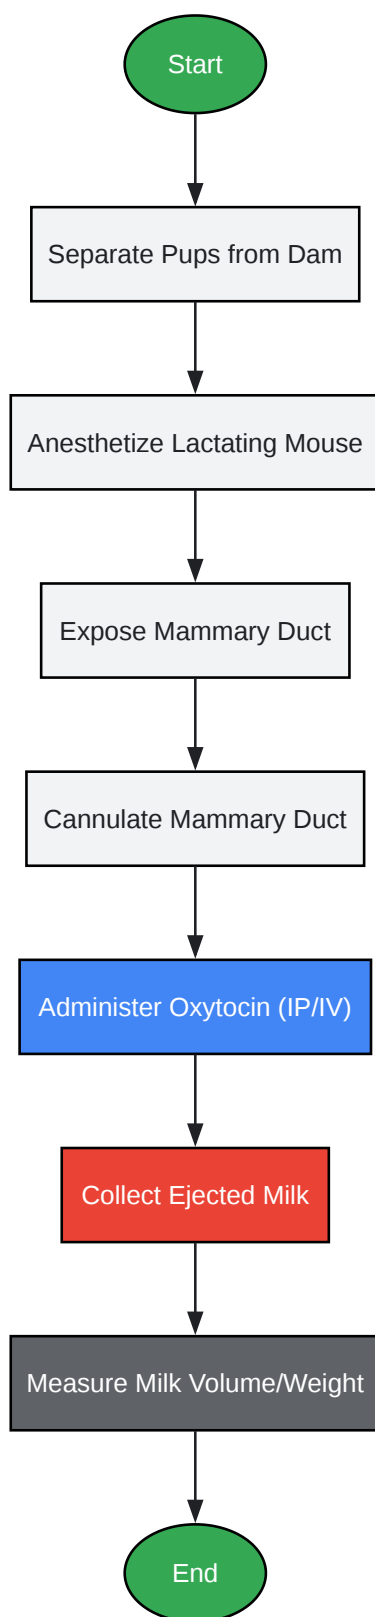 Start
Separate Pups from Dam
Anesthetize Lactating Mouse
Expose Mammary Duct
Cannulate Mammary Duct
Administer Oxytocin (IP/IV)
Collect Ejected Milk
Measure Milk Volume/Weight
End